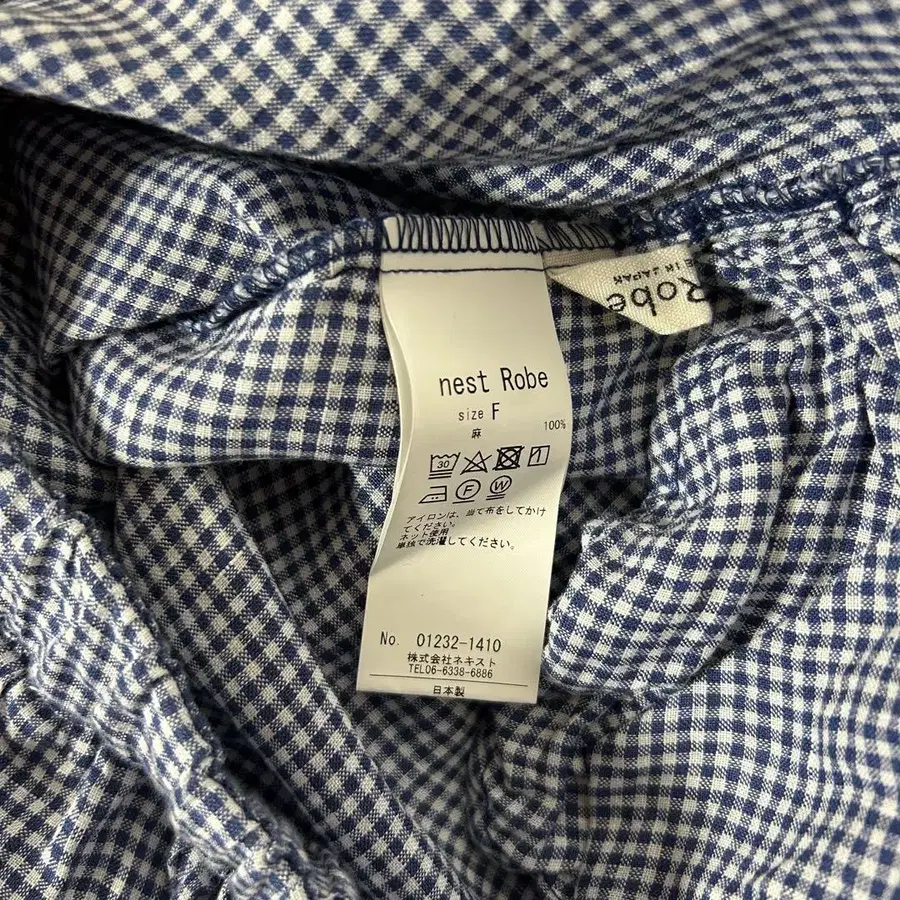 nest Robe
size F
麻 100%
30
F W
アイロンは、当て布をしてかけ
てください。
ネット使用
単独で洗濯してください。
No. 01232-1410
株式会社ネキスト
TEL06-6338-6886
日本製
Robe
IN JAPAN